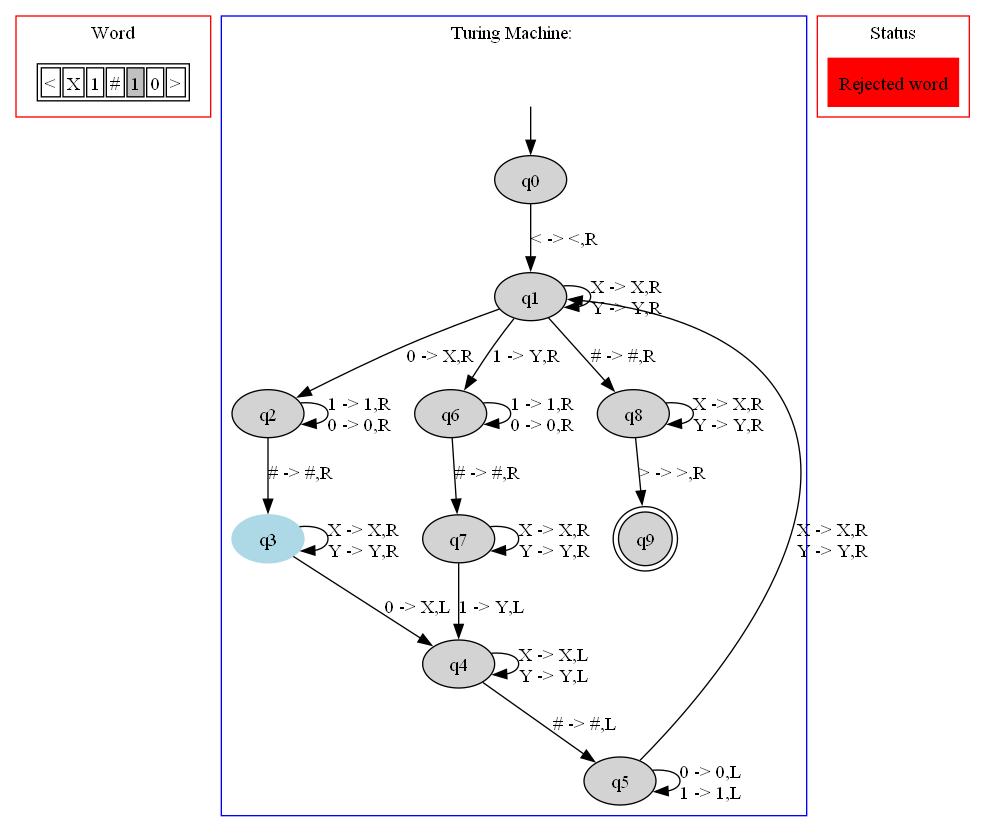 Word
< X 1 # 1 0 >
Turing Machine:
Status
Rejected word
q0
< -> <,R
q1
X -> X,R
Y -> Y,R
0 -> X,R
1 -> Y,R
# -> #,R
q2
1 -> 1,R
0 -> 0,R
q6
1 -> 1,R
0 -> 0,R
q8
X -> X,R
Y -> Y,R
# -> #,R
# -> #,R
> -> >,R
q3
X -> X,R
Y -> Y,R
q7
X -> X,R
Y -> Y,R
q9
X -> X,R
Y -> Y,R
0 -> X,L
1 -> Y,L
q4
X -> X,L
Y -> Y,L
# -> #,L
q5
0 -> 0,L
1 -> 1,L